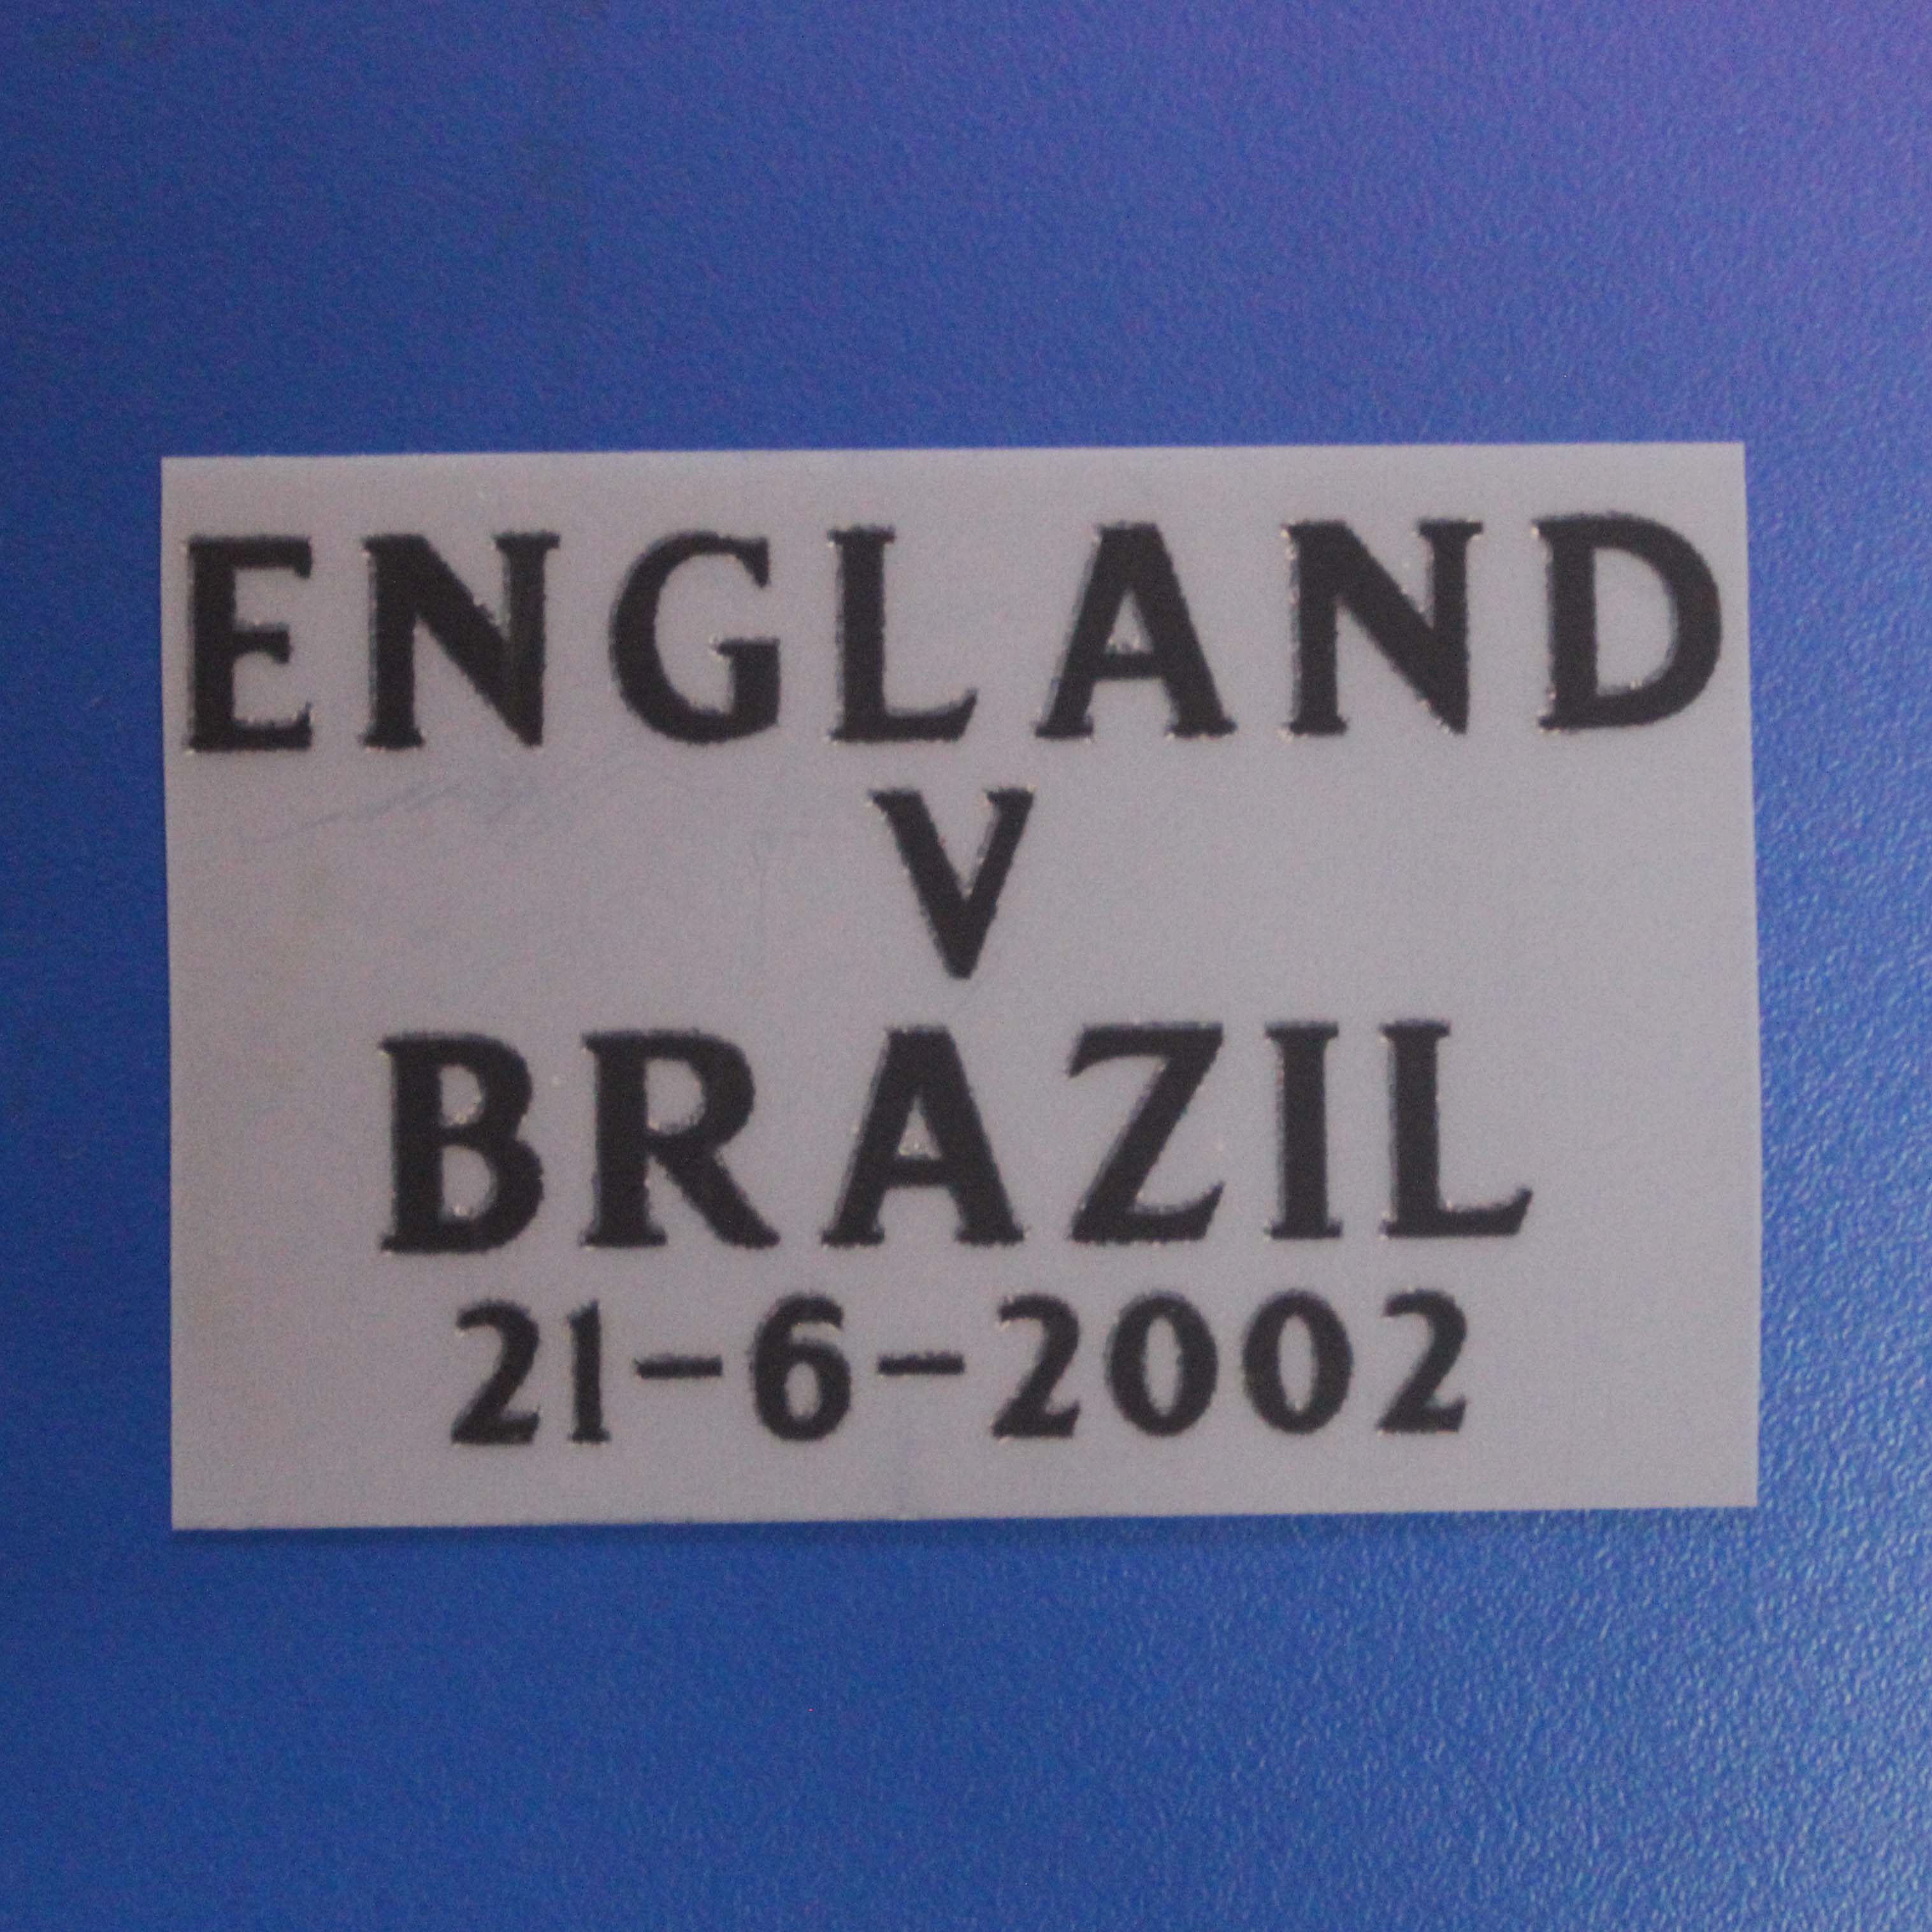 ENGLAND
V
BRAZIL
21-6-2002